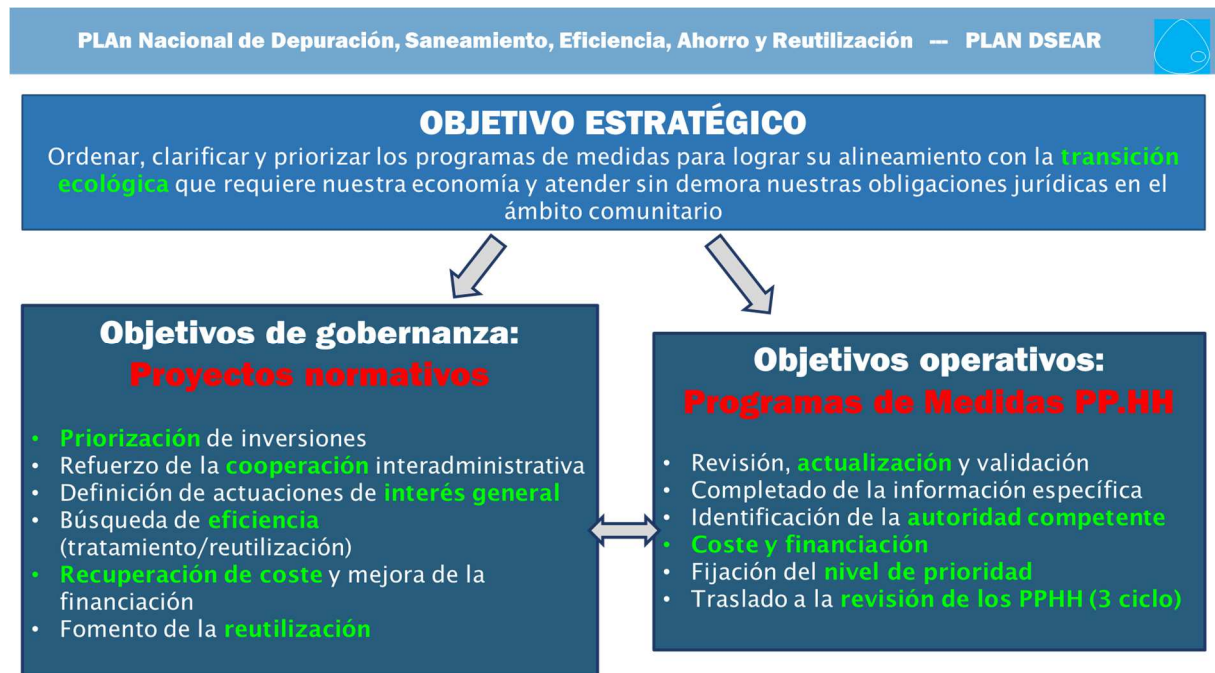 PLAn Nacional de Depuración, Saneamiento, Eficiencia, Ahorro y Reutilización --- PLAN DSEAR
OBJETIVO ESTRATÉGICO
Ordenar, clarificar y priorizar los programas de medidas para lograr su alineamiento con la transición
ecológica que requiere nuestra economía y atender sin demora nuestras obligaciones jurídicas en el
ámbito comunitario
Objetivos de gobernanza:
Proyectos normativos
• Priorización de inversiones
• Refuerzo de la cooperación interadministrativa
• Definición de actuaciones de interés general
• Búsqueda de eficiencia
(tratamiento/reutilización)
• Recuperación de coste y mejora de la
financiación
• Fomento de la reutilización
Objetivos operativos:
Programas de Medidas PP.HH
• Revisión, actualización y validación
• Completado de la información específica
• Identificación de la autoridad competente
• Coste y financiación
• Fijación del nivel de prioridad
• Traslado a la revisión de los PPHH (3 ciclo)